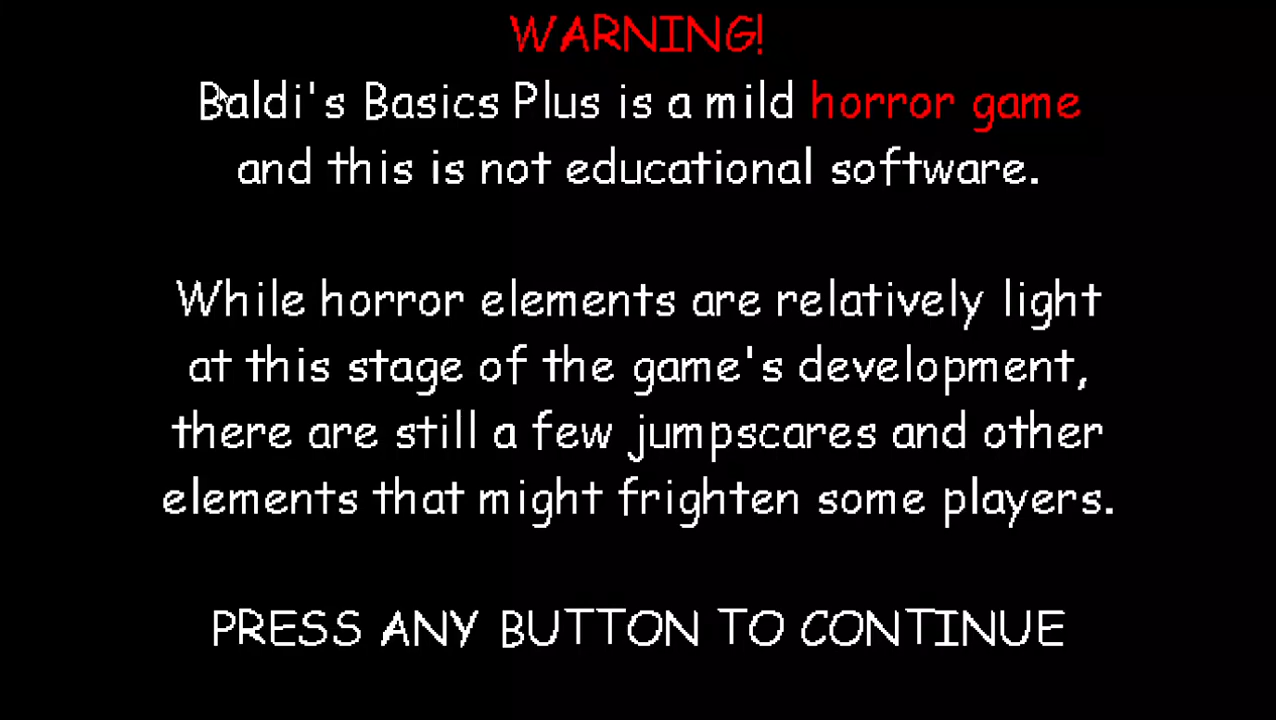 WARNING!
Baldi's Basics Plus is a mild horror game
and this is not educational software.
While horror elements are relatively light
at this stage of the game's development,
there are still a few jumpscares and other
elements that might frighten some players.
PRESS ANY BUTTON TO CONTINUE